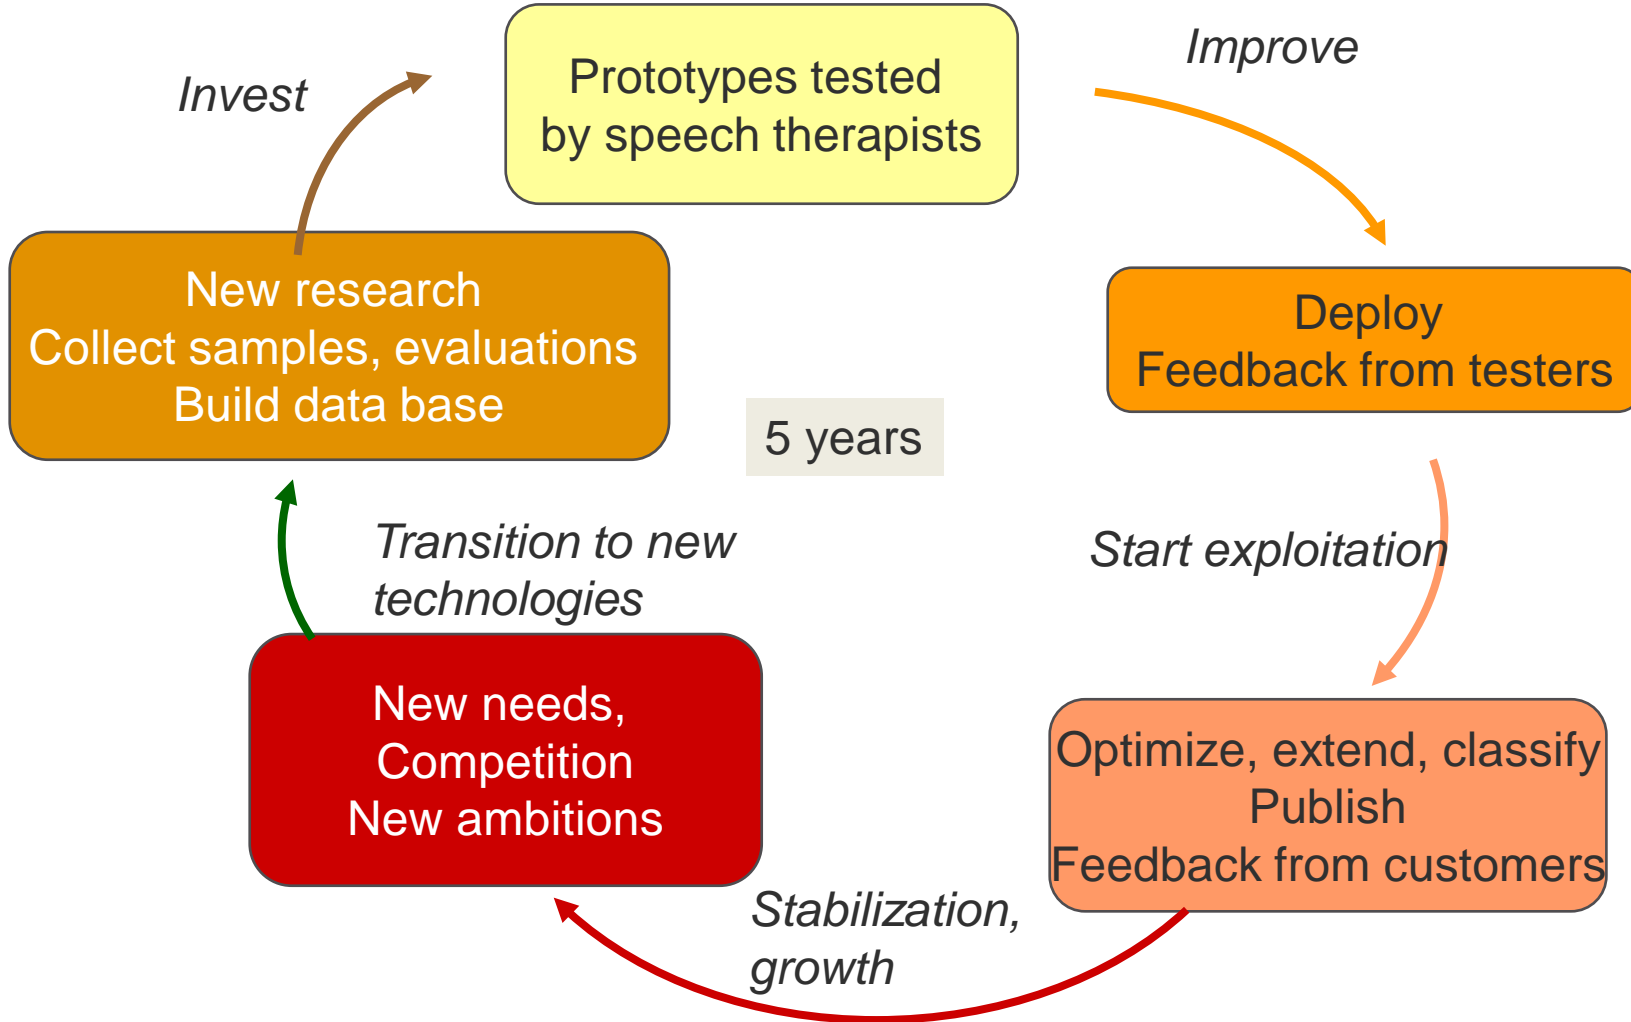 Invest
Prototypes tested
by speech therapists
Improve
New research
Collect samples, evaluations
Build data base
Deploy
Feedback from testers
5 years
Transition to new
technologies
Start exploitation
New needs,
Competition
New ambitions
Optimize, extend, classify
Publish
Feedback from customers
Stabilization,
growth